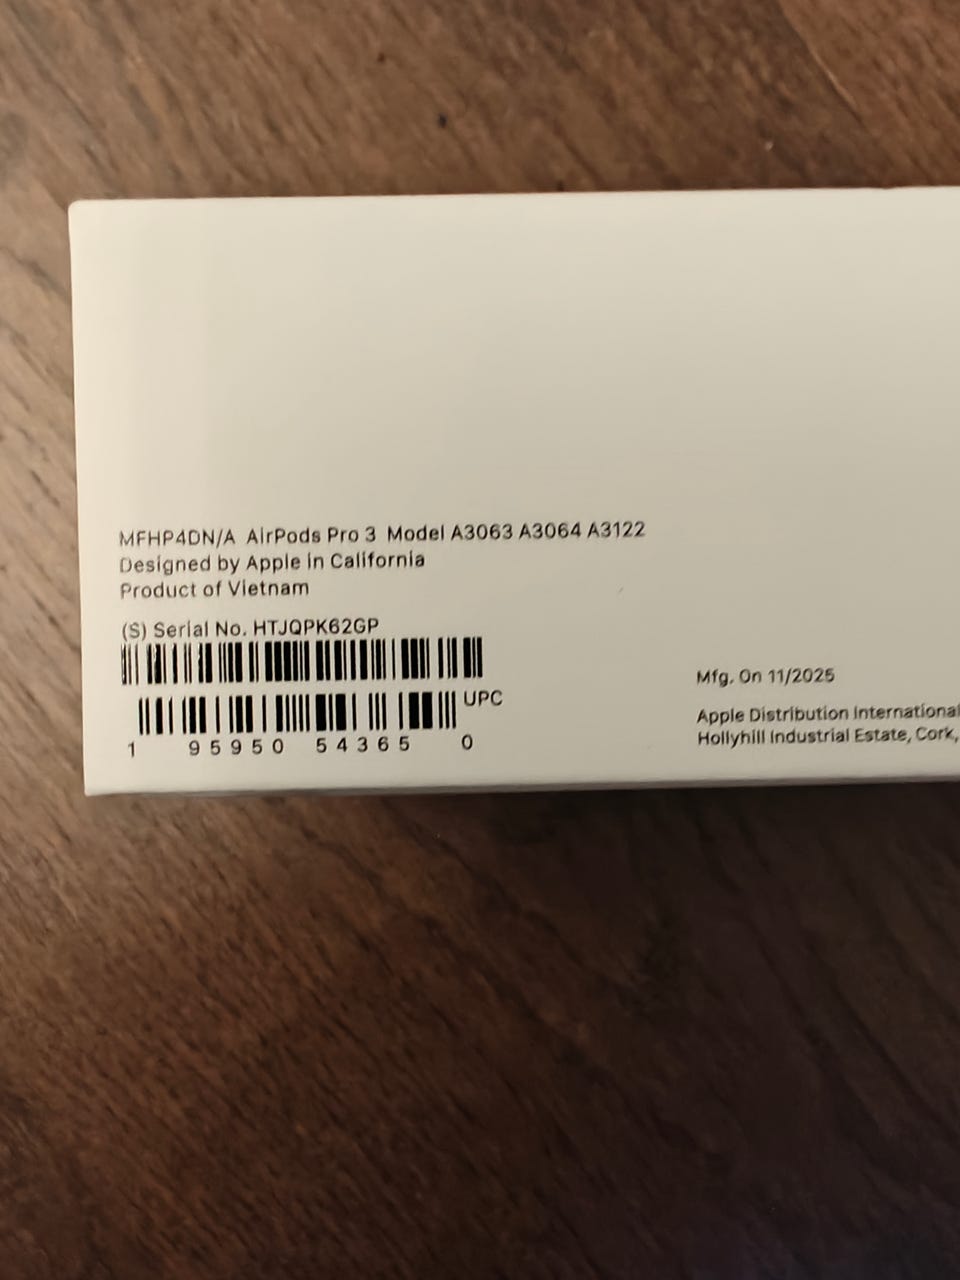 MFHP4DN/A AirPods Pro 3 Model A3063 A3064 A3122
Designed by Apple in California
Product of Vietnam
(S) Serial No. HTJQPK62GP
UPC
1 95950 54365 0
Mfg. On 11/2025
Apple Distribution International
Hollyhill Industrial Estate, Cork,